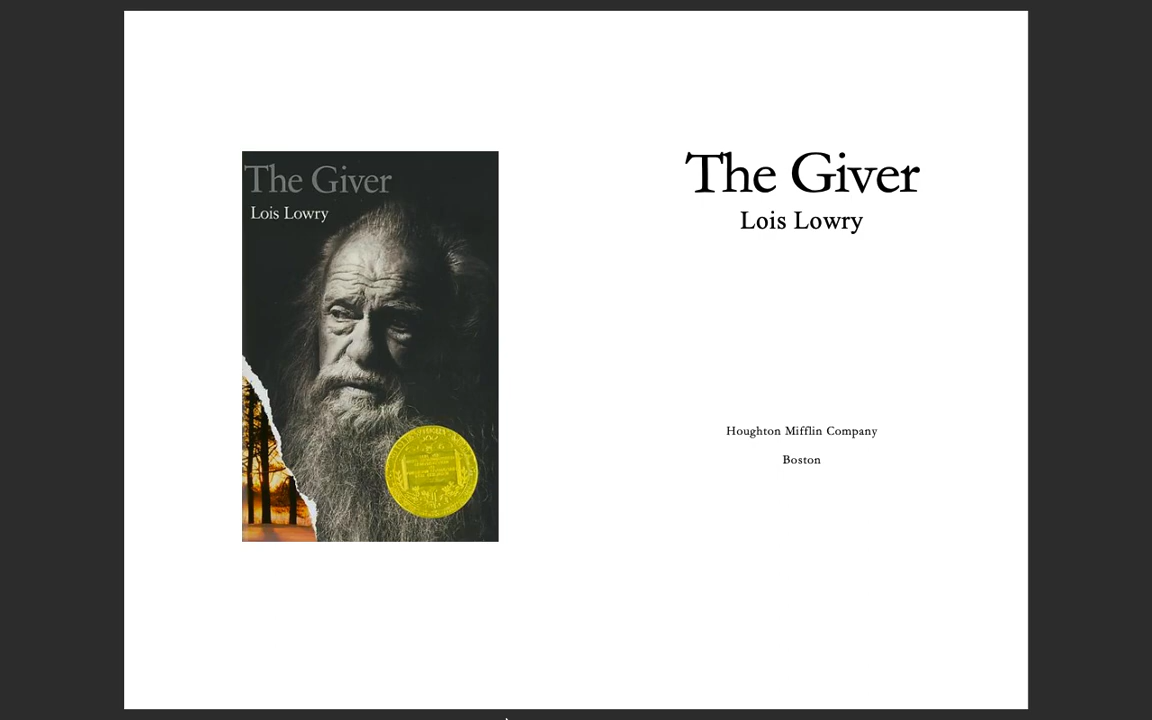 The Giver
Lois Lowry
The Giver
Lois Lowry
Houghton Mifflin Company
Boston